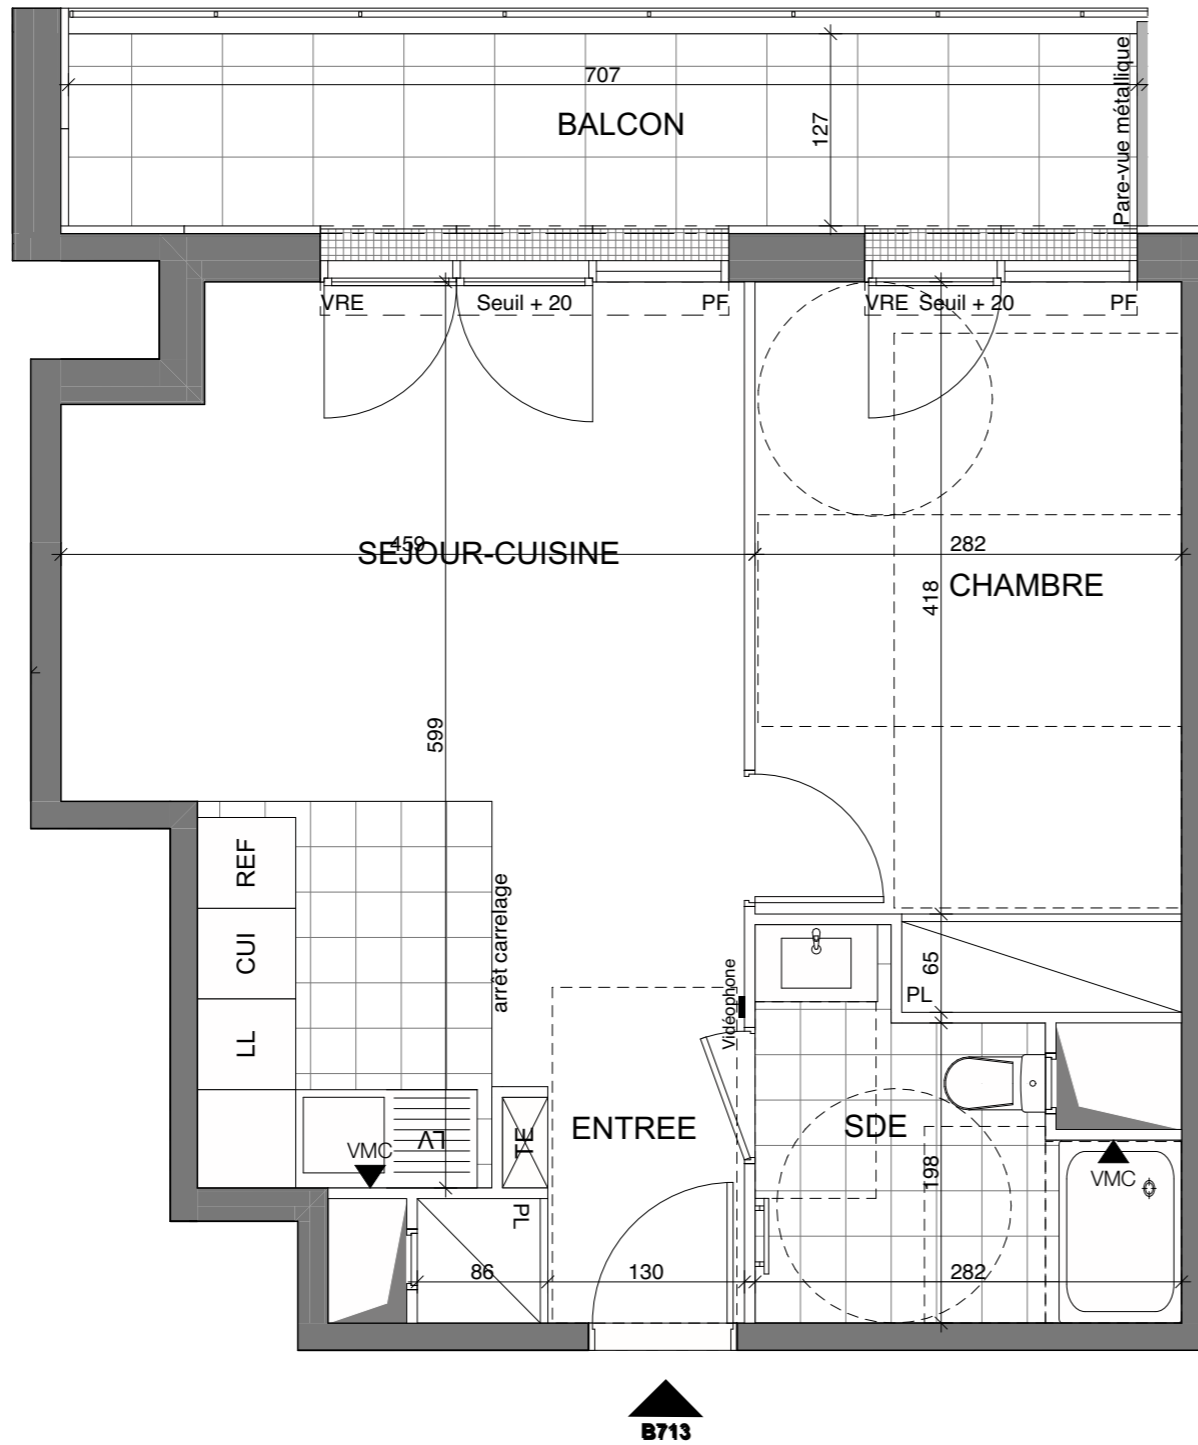 707
BALCON
127
Pare-vue métallique
VRE
Seuil + 20
PF
VRE
Seuil + 20
PF
459
SEJOUR-CUISINE
282
418
CHAMBRE
599
REF
CUI
LL
arrêt carrelage
Vidéophone
65
PL
LV
VMC
TE
ENTREE
SDE
198
VMC
PL
86
130
282
B713